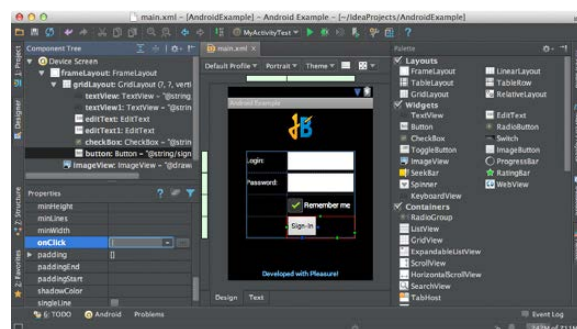 main.xml - [AndroidExample] - Android Example - [~/IdeaProjects/AndroidExample]
MyActivityTest
Component Tree
Device Screen
frameLayout: FrameLayout
gridLayout: GridLayout (?, ?, verti
textView: TextView - "@string
textView1: TextView - "@strin
editText: EditText
editText1: EditText
checkBox: CheckBox - "@strin
button: Button - "@string/sign
imageView: ImageView - "@draw
Properties
minHeight
minLines
minWidth
onClick
padding
[]
paddingEnd
paddingStart
shadowColor
singleLine
1: Project
Designer
7: Structure
2: Favorites
main.xml
Default Profile
Portrait
Theme
Android Example
Login:
Password:
Remember me
Sign-in
Developed with Pleasure!
Design
Text
Palette
Layouts
FrameLayout
LinearLayout
TableLayout
TableRow
GridLayout
RelativeLayout
Widgets
TextView
EditText
Button
RadioButton
CheckBox
Switch
ToggleButton
ImageButton
ImageView
ProgressBar
SeekBar
RatingBar
Spinner
WebView
KeyboardView
Containers
RadioGroup
ListView
GridView
ExpandableListView
ScrollView
HorizontalScrollView
SearchView
TabHost
6: TODO
Android
Problems
Event Log